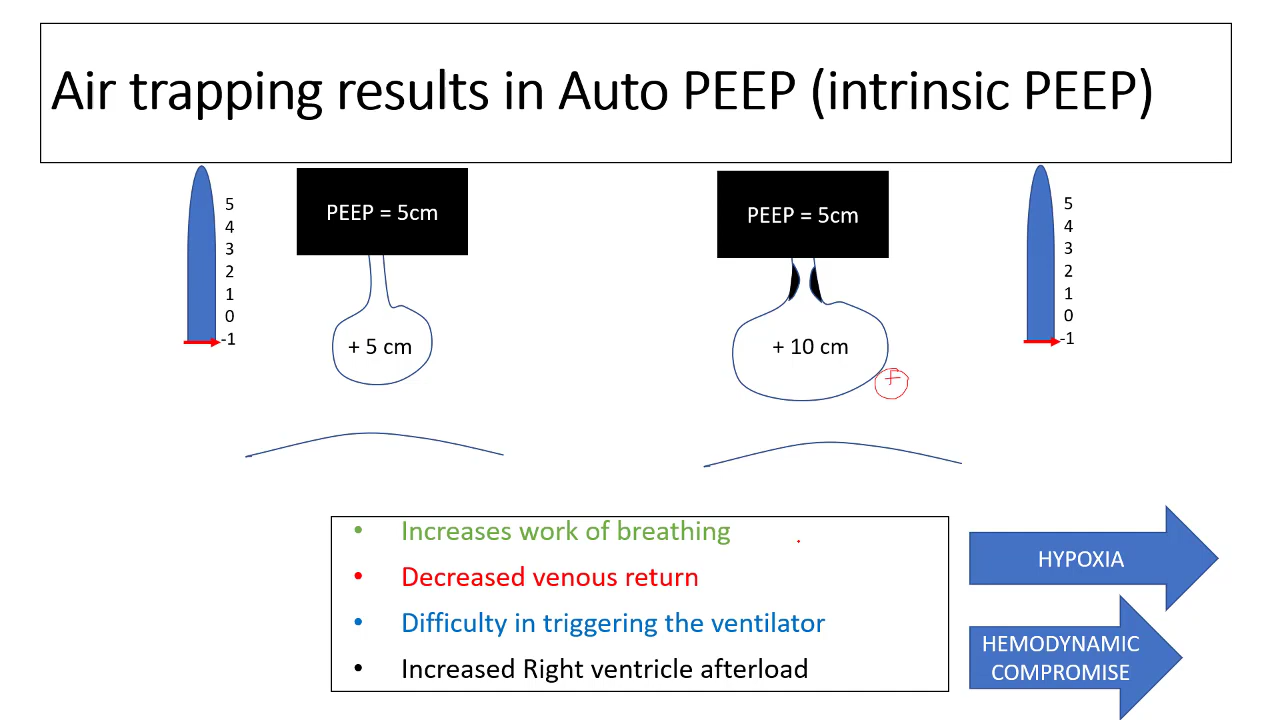 Air trapping results in Auto PEEP (intrinsic PEEP)
5
4
3
2
1
0
-1
PEEP = 5cm
+ 5 cm
PEEP = 5cm
+ 10 cm
+
5
4
3
2
1
0
-1
• Increases work of breathing
• Decreased venous return
• Difficulty in triggering the ventilator
• Increased Right ventricle afterload
HYPOXIA
HEMODYNAMIC
COMPROMISE